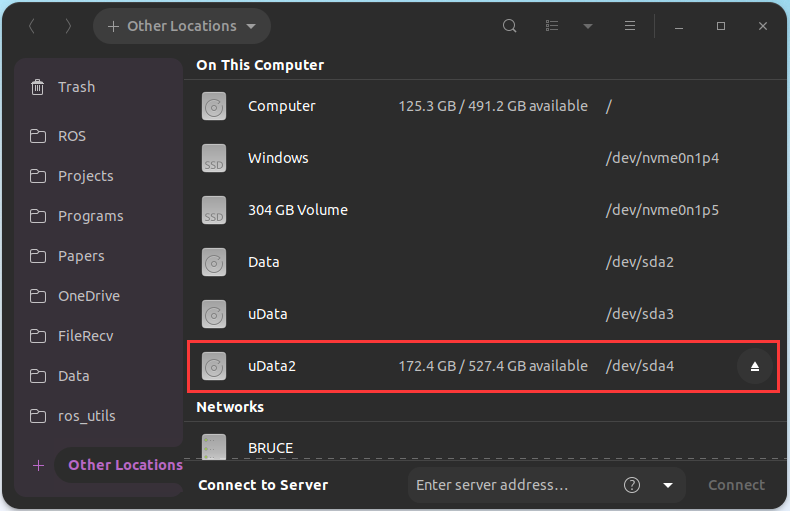 Other Locations
Trash
ROS
Projects
Programs
Papers
OneDrive
FileRecv
Data
ros_utils
Other Locations
On This Computer
Computer 125.3 GB / 491.2 GB available /
SSD Windows /dev/nvme0n1p4
SSD 304 GB Volume /dev/nvme0n1p5
Data /dev/sda2
uData /dev/sda3
uData2 172.4 GB / 527.4 GB available /dev/sda4
Networks
BRUCE
Connect to Server Enter server address... ? Connect